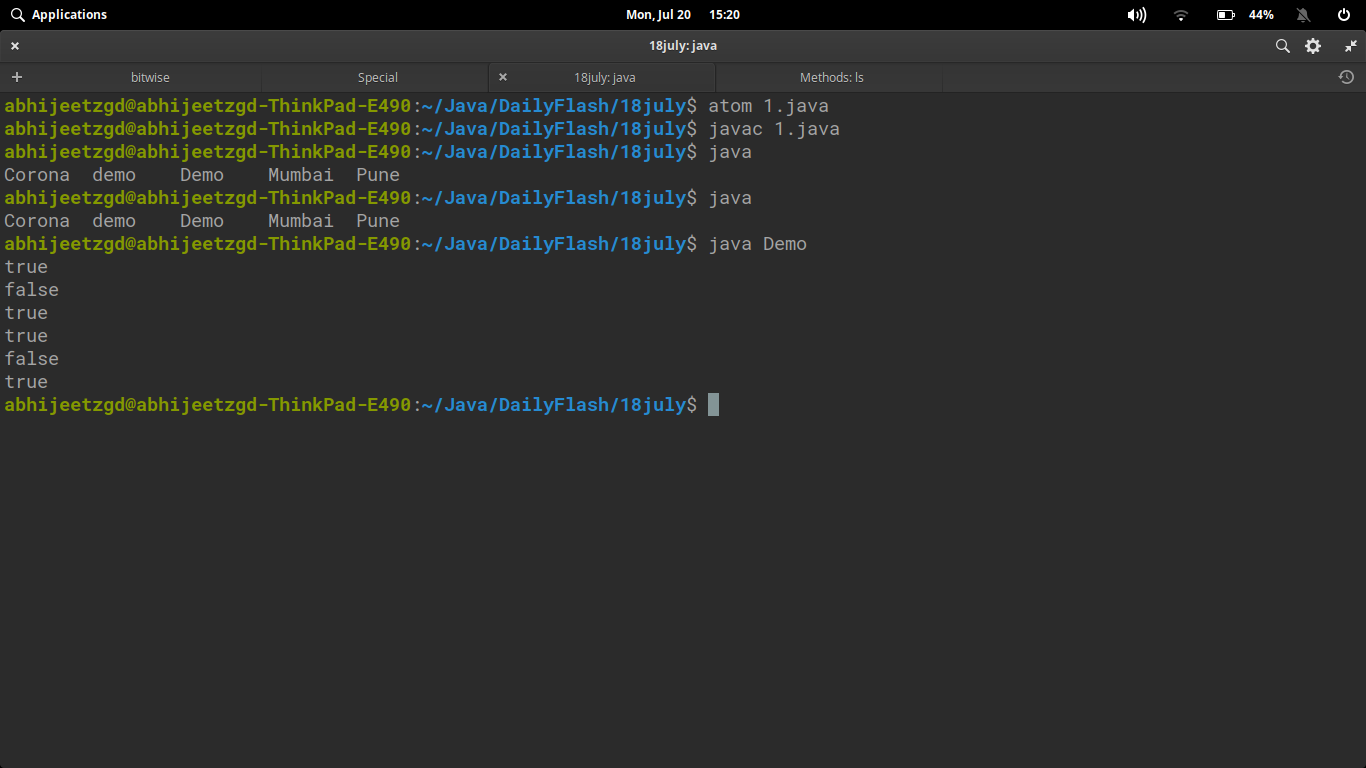 Applications Mon, Jul 20 15:20 44%
18july: java
bitwise Special 18july: java Methods: ls
abhijeetzgd@abhijeetzgd-ThinkPad-E490:~/Java/DailyFlash/18july$ atom 1.java
abhijeetzgd@abhijeetzgd-ThinkPad-E490:~/Java/DailyFlash/18july$ javac 1.java
abhijeetzgd@abhijeetzgd-ThinkPad-E490:~/Java/DailyFlash/18july$ java
Corona  demo    Demo    Mumbai  Pune
abhijeetzgd@abhijeetzgd-ThinkPad-E490:~/Java/DailyFlash/18july$ java
Corona  demo    Demo    Mumbai  Pune
abhijeetzgd@abhijeetzgd-ThinkPad-E490:~/Java/DailyFlash/18july$ java Demo
true
false
true
true
false
true
abhijeetzgd@abhijeetzgd-ThinkPad-E490:~/Java/DailyFlash/18july$